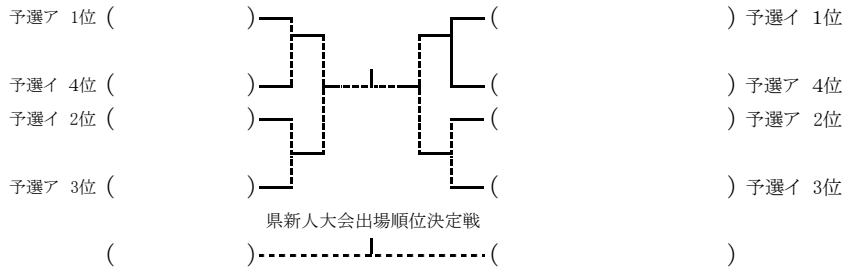 予選ア 1位 ( ) ( ) 予選イ 1位
予選イ 4位 ( ) ( ) 予選ア 4位
予選イ 2位 ( ) ( ) 予選ア 2位
予選ア 3位 ( ) ( ) 予選イ 3位
県新人大会出場順位決定戦
( ) ( )